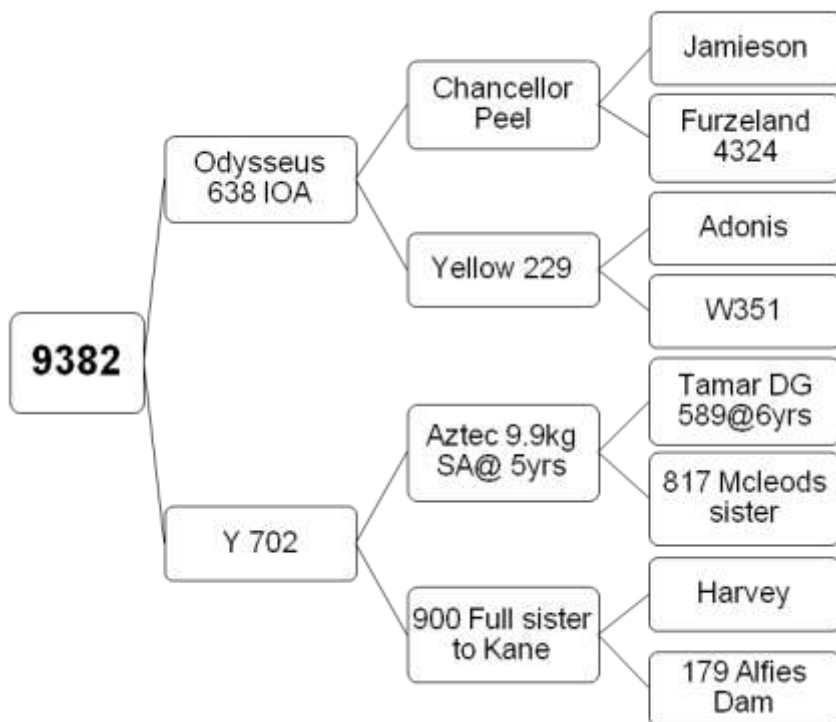 Jamieson
Chancellor
Peel
Furzeland
4324
Odysseus
638 IOA
Adonis
Yellow 229
W351
9382
Tamar DG
589@6yrs
Aztec 9.9kg
SA@ 5yrs
817 Mcleods
sister
Y 702
Harvey
900 Full sister
to Kane
179 Alfies
Dam